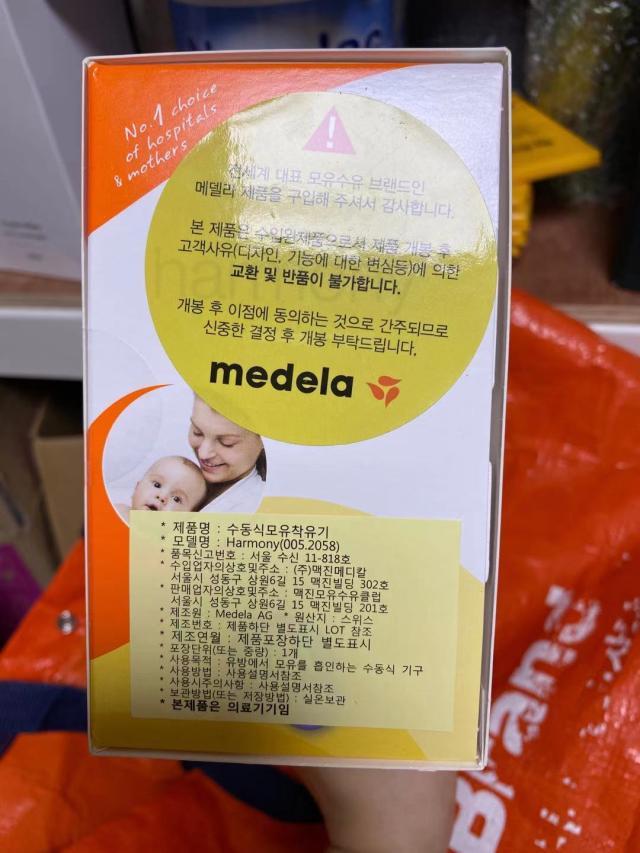 No.1 choice
of hospitals
& mothers
전세계 대표 모유수유 브랜드인
메델라 제품을 구입해 주셔서 감사합니다.
본 제품은 수입완제품으로서 제품 개봉 후
고객사유(디자인, 기능에 대한 변심등)에 의한
교환 및 반품이 불가합니다.
개봉 후 이점에 동의하는 것으로 간주되므로
신중한 결정 후 개봉 부탁드립니다.
medela
* 제품명 : 수동식모유착유기
* 모델명 : Harmony(005.2058)
* 품목신고번호 : 서울 수신 11-818호
* 수입업자의상호및주소 : (주)맥진메디칼
서울시 성동구 상원6길 15 맥진빌딩 302호
* 판매업자의상호및주소 : 맥진모유수유클럽
서울시 성동구 상원6길 15 맥진빌딩 201호
* 제조원 : Medela AG * 원산지 : 스위스
* 제조번호 : 제품하단 별도표시 LOT 참조
* 제조연월 : 제품포장하단 별도표시
* 포장단위(또는 중량) : 1개
* 사용목적 : 유방에서 모유를 흡인하는 수동식 기구
* 사용방법 : 사용설명서참조
* 사용시주의사항 : 사용설명서참조
* 보관방법(또는 저장방법) : 실온보관
* 본제품은 의료기기임